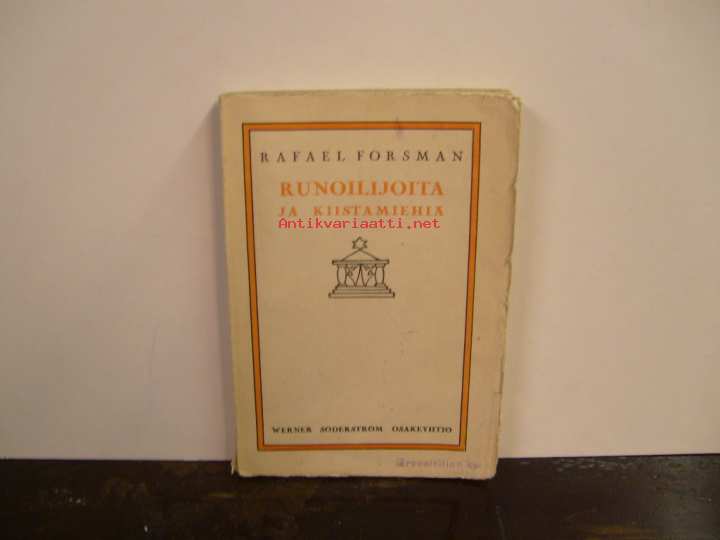 RAFAEL FORSMAN
RUNOILIJOITA
JA KIISTAMIEHIÄ
Antikvariaatti.net
WERNER SÖDERSTRÖM OSAKEYHTIÖ